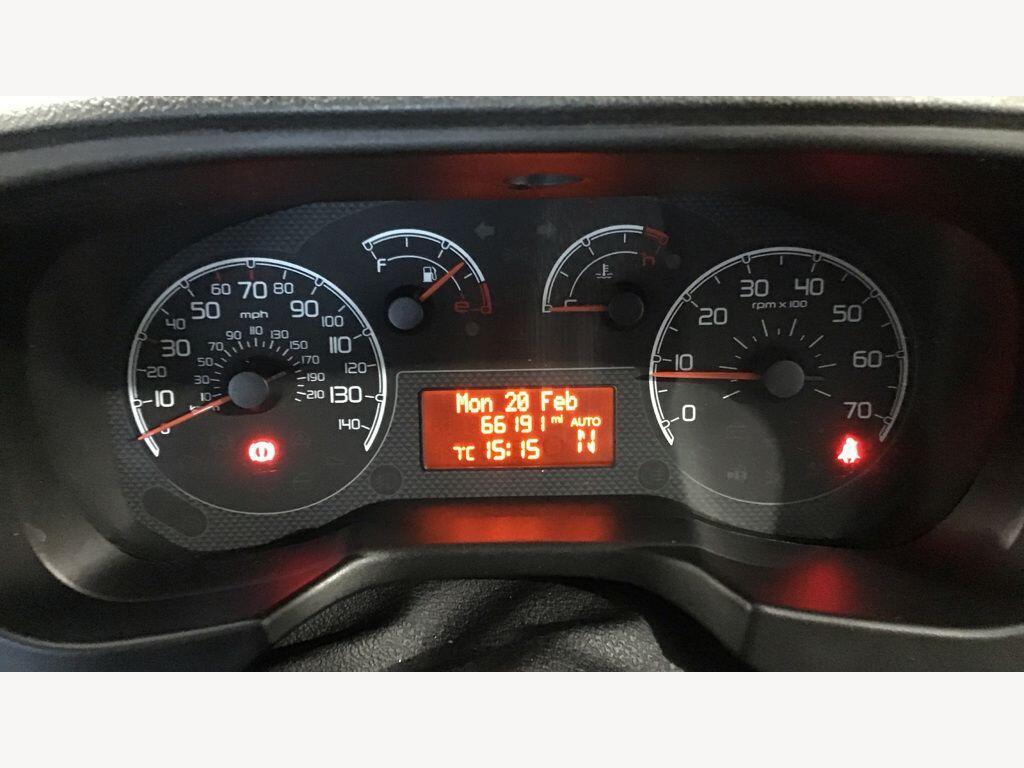 60 70 80
50 90
mph
40 100
30 110
20 120
10 130
140
90 110 130
70 150
50 170
30 190
10 210
F
e
C
h
30 40
rpm x 100
20 50
10 60
0 70
Mon 20 Feb
66191 mi AUTO
15:15 N